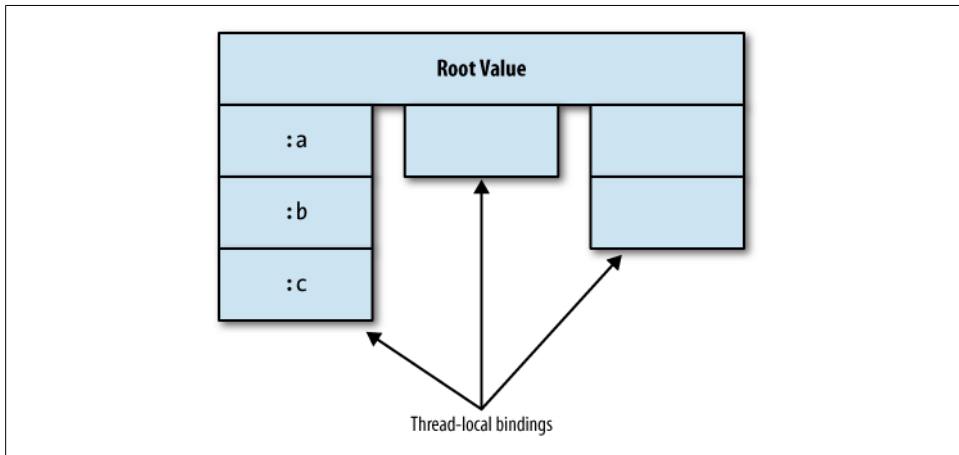 Root Value
:a
:b
:c
Thread-local bindings